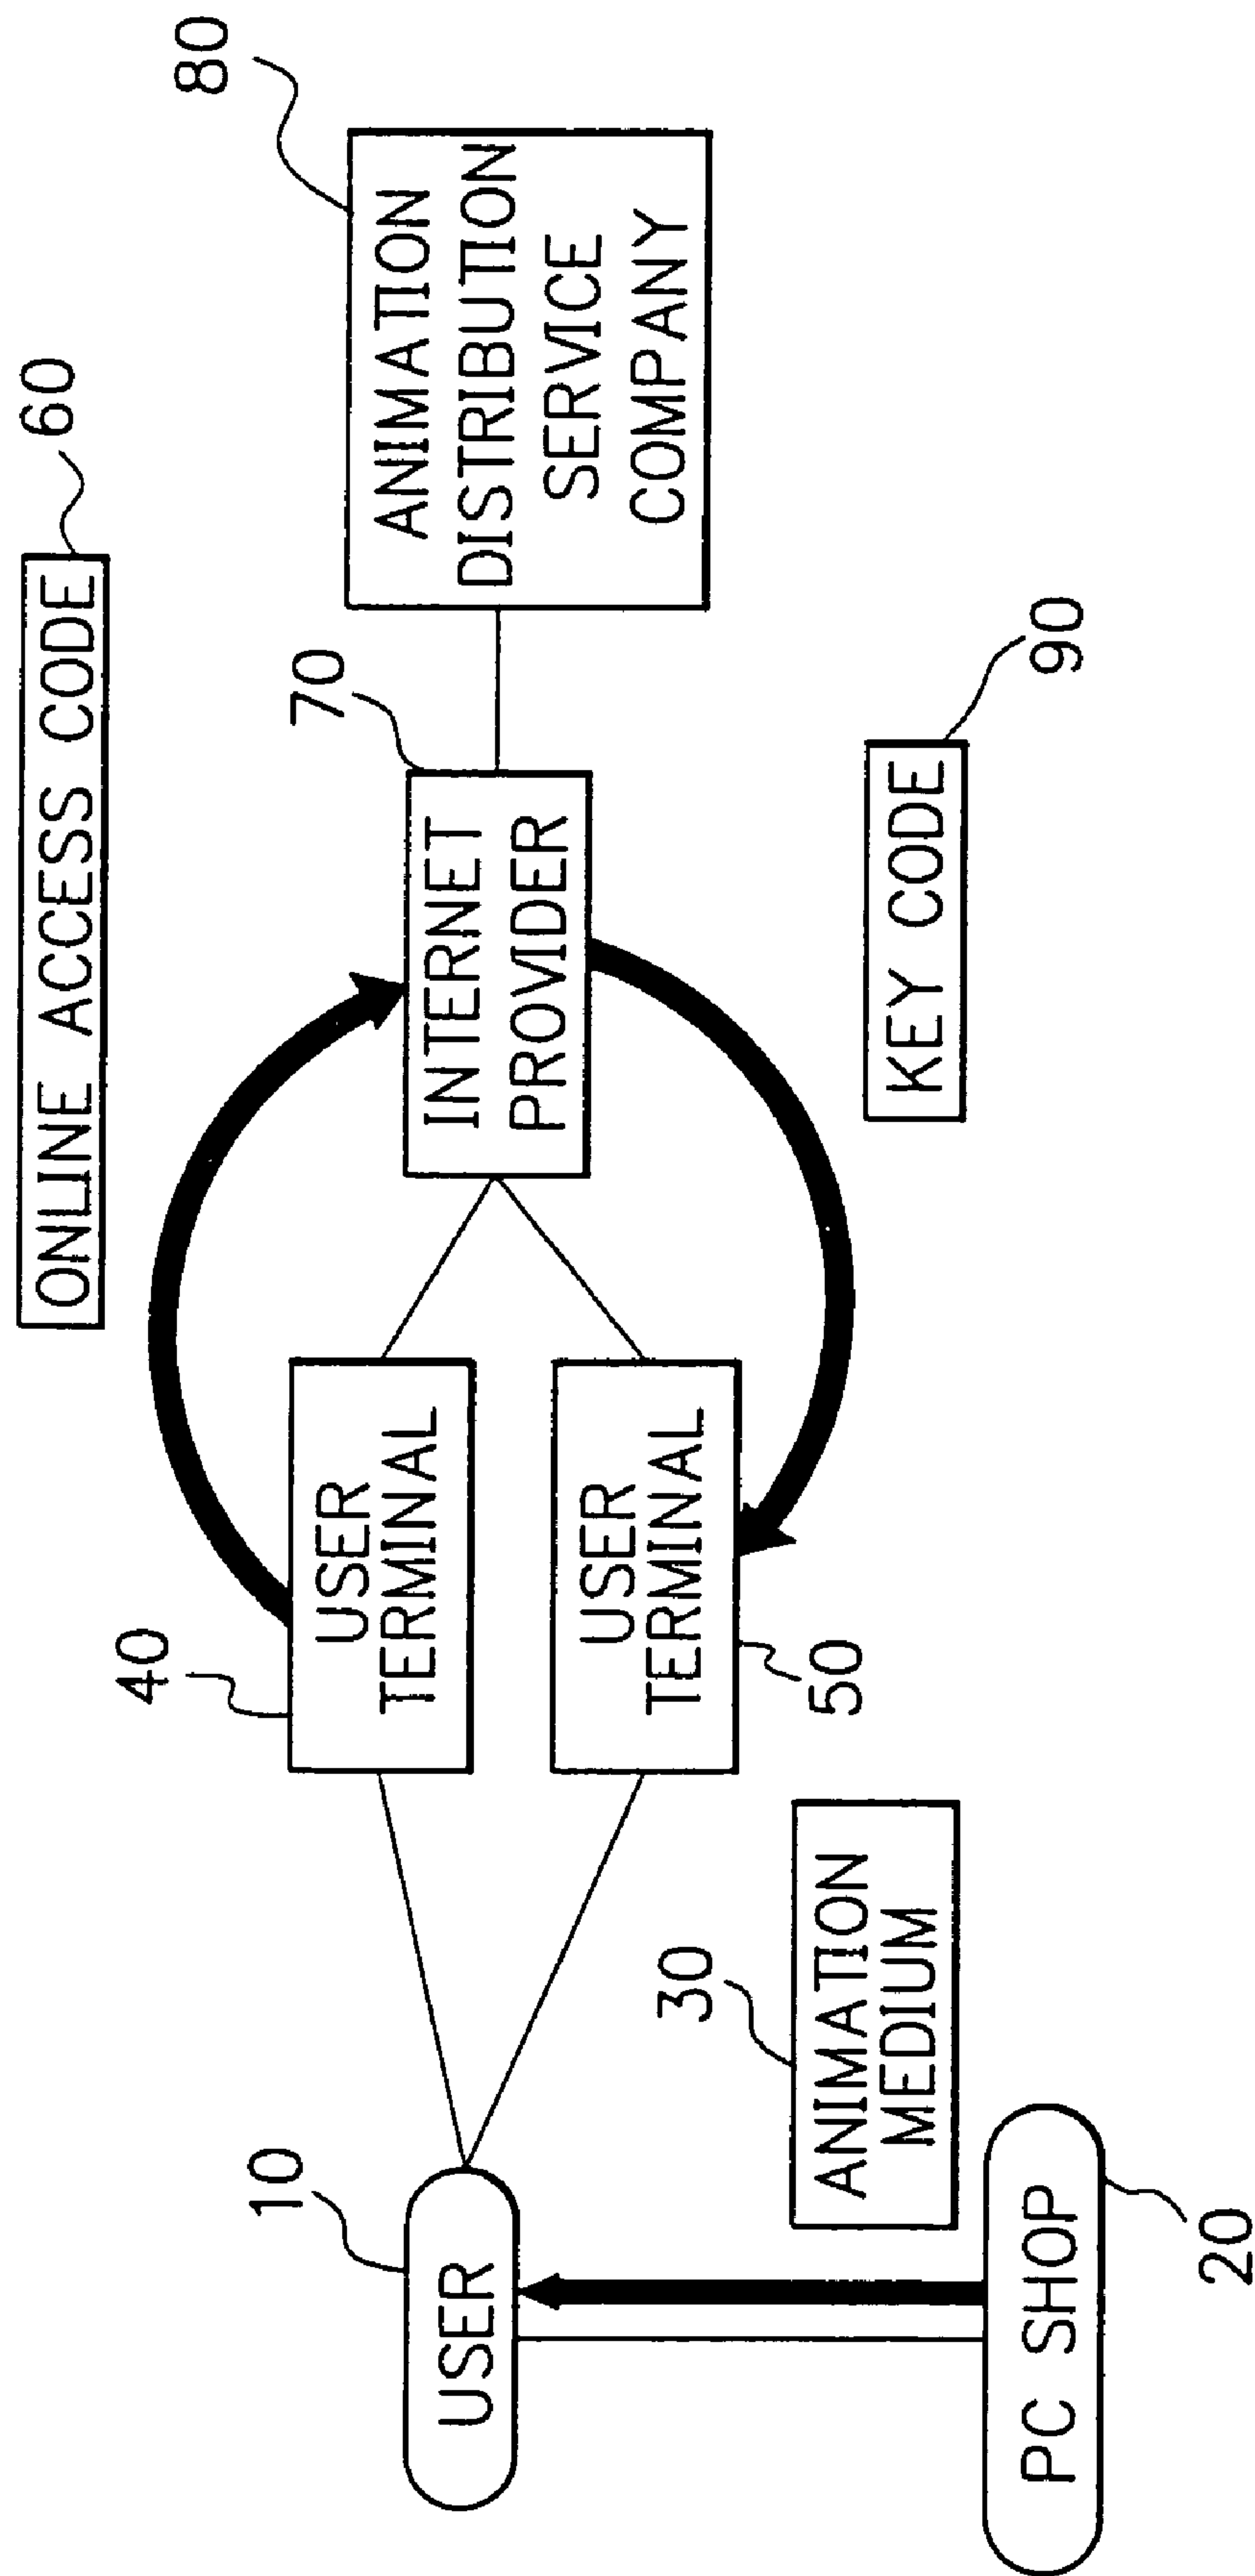 ONLINE ACCESS CODE
60
80
ANIMATION
DISTRIBUTION
SERVICE
COMPANY
70
INTERNET
PROVIDER
40
USER
TERMINAL
USER
TERMINAL
50
KEY CODE
90
10
USER
30
ANIMATION
MEDIUM
PC SHOP
20